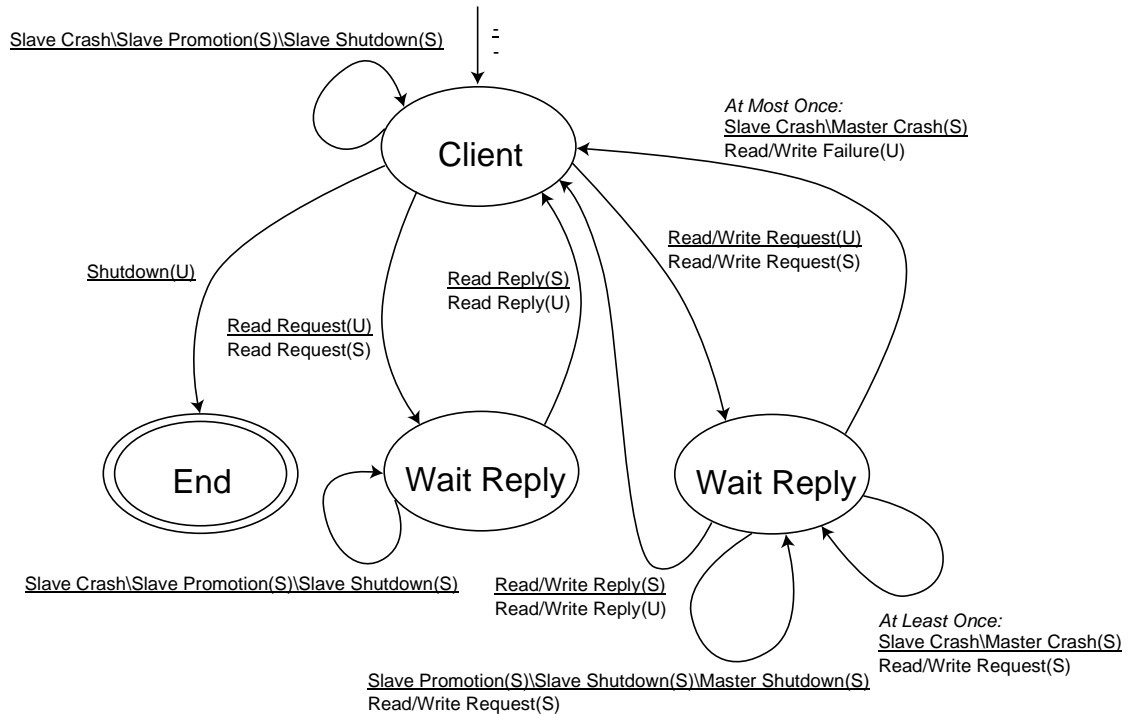 -
-
Slave Crash\Slave Promotion(S)\Slave Shutdown(S)
At Most Once:
Slave Crash\Master Crash(S)
Read/Write Failure(U)
Client
Read/Write Request(U)
Read/Write Request(S)
Shutdown(U)
Read Reply(S)
Read Reply(U)
Read Request(U)
Read Request(S)
End
Wait Reply
Wait Reply
Slave Crash\Slave Promotion(S)\Slave Shutdown(S)
Read/Write Reply(S)
Read/Write Reply(U)
At Least Once:
Slave Crash\Master Crash(S)
Read/Write Request(S)
Slave Promotion(S)\Slave Shutdown(S)\Master Shutdown(S)
Read/Write Request(S)